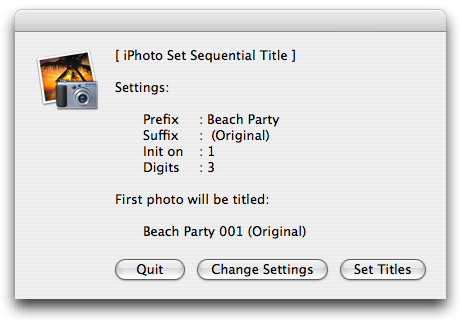 [ iPhoto Set Sequential Title ]
Settings:
Prefix : Beach Party
Suffix : (Original)
Init on : 1
Digits : 3
First photo will be titled:
Beach Party 001 (Original)
Quit Change Settings Set Titles